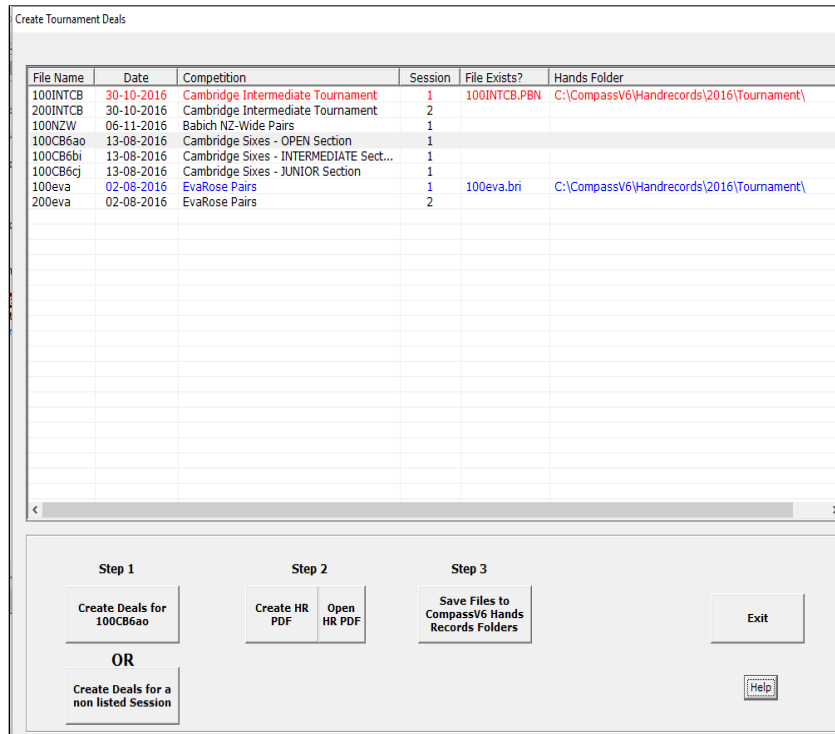 Create Tournament Deals
File Name Date Competition Session File Exists? Hands Folder
100INTCB 30-10-2016 Cambridge Intermediate Tournament 1 100INTCB.PBN C:\CompassV6\Handrecords\2016\Tournament\
200INTCB 30-10-2016 Cambridge Intermediate Tournament 2
100NZW 06-11-2016 Babich NZ-Wide Pairs 1
100CB6ao 13-08-2016 Cambridge Sixes - OPEN Section 1
100CB6bi 13-08-2016 Cambridge Sixes - INTERMEDIATE Sect... 1
100CB6cj 13-08-2016 Cambridge Sixes - JUNIOR Section 1
100eva 02-08-2016 EvaRose Pairs 1 100eva.bri C:\CompassV6\Handrecords\2016\Tournament\
200eva 02-08-2016 EvaRose Pairs 2
Step 1 Step 2 Step 3
Create Deals for
100CB6ao
Create HR
PDF
Open
HR PDF
Save Files to
CompassV6 Hands
Records Folders
Exit
OR
Create Deals for a
non listed Session
Help